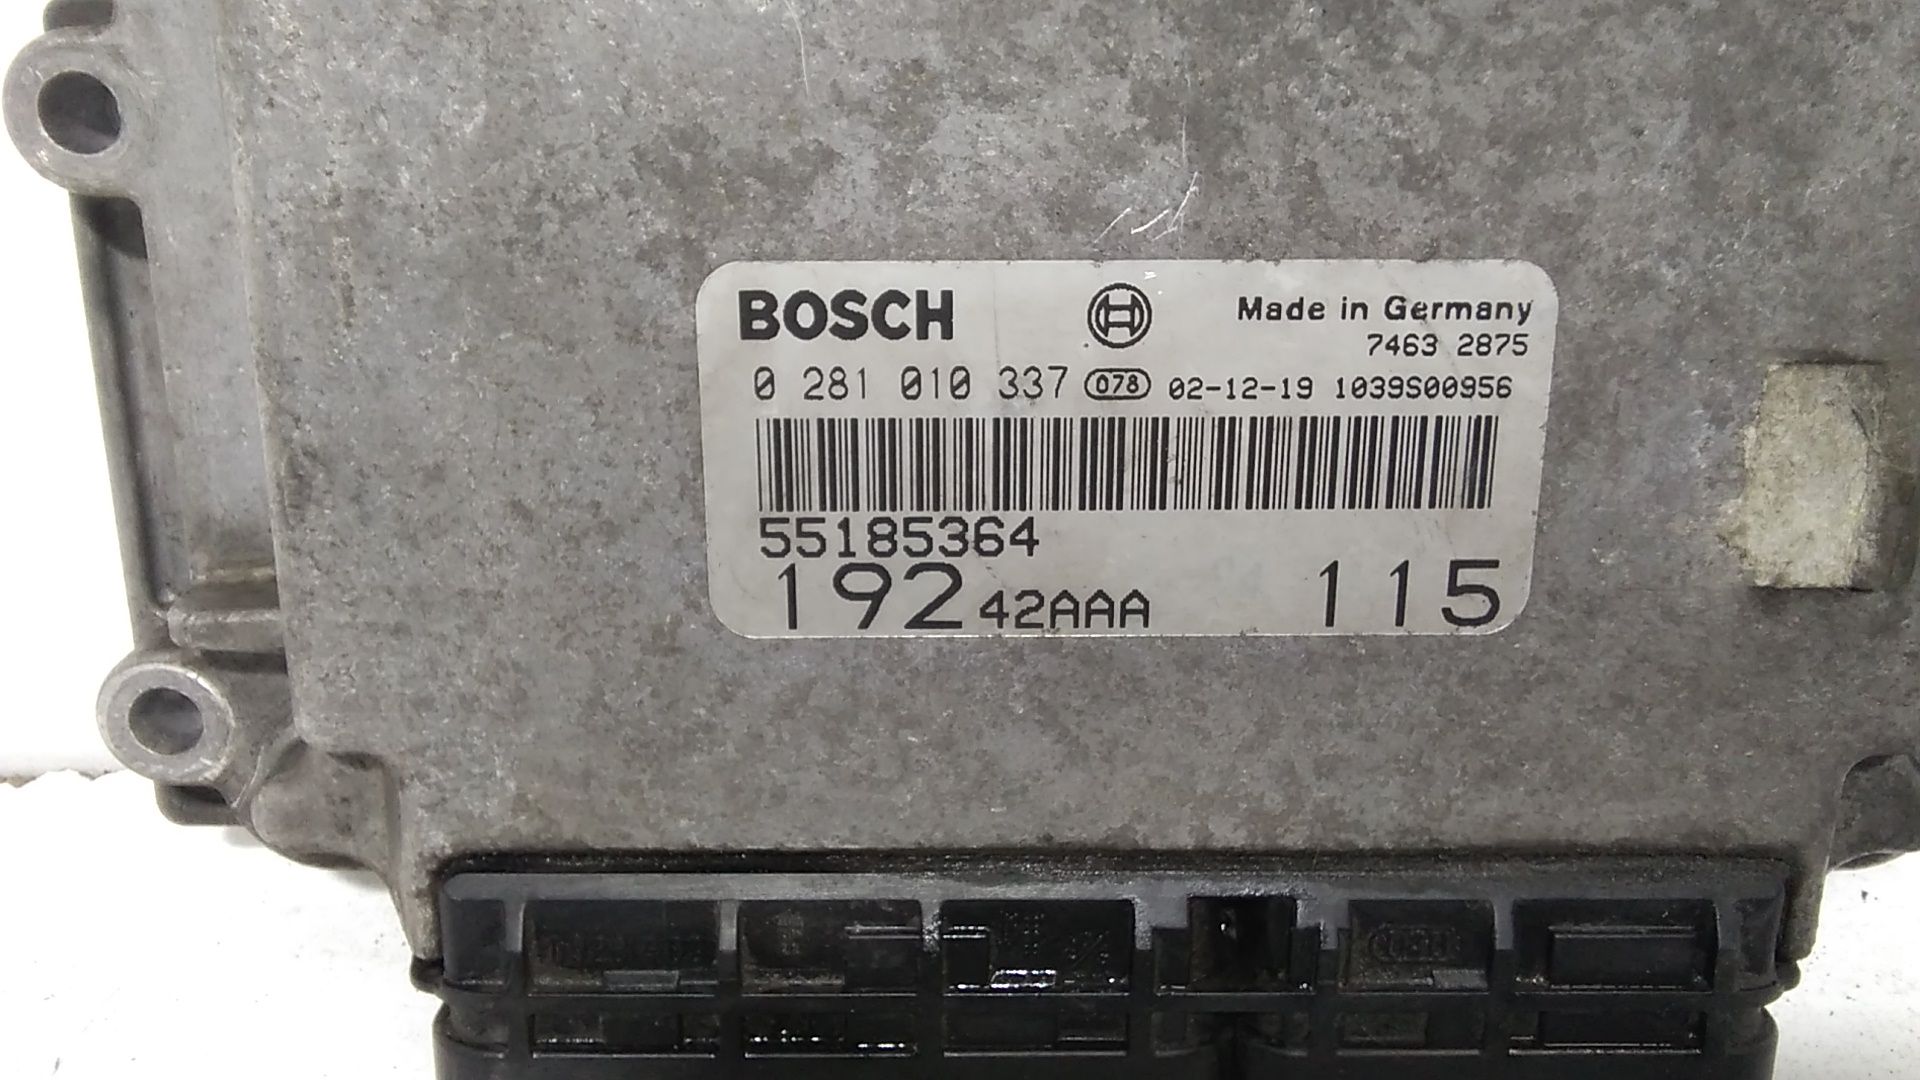 BOSCH Made in Germany
7463 2875
0 281 010 337 078 02-12-19 1039S00956
55185364
192 42AAA 115